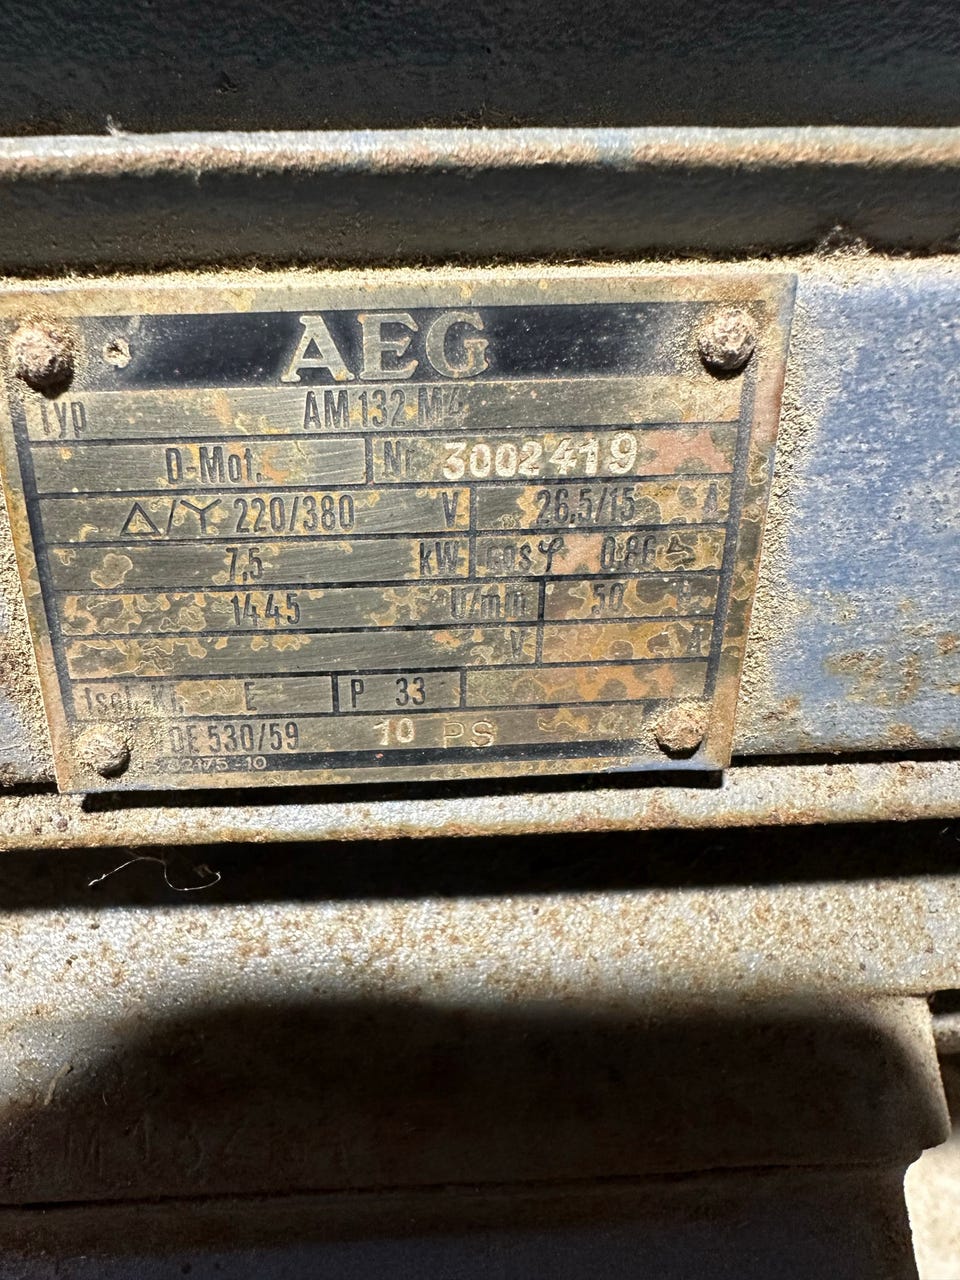 AEG
Typ AM 132 M4
D-Mot. Nr 3002419
△/Y 220/380 V 26,5/15 A
7,5 kW cos φ 0,86
1445 U/min 50
V A
Isol.-Kl. E P 33
VDE 530/59 10 PS